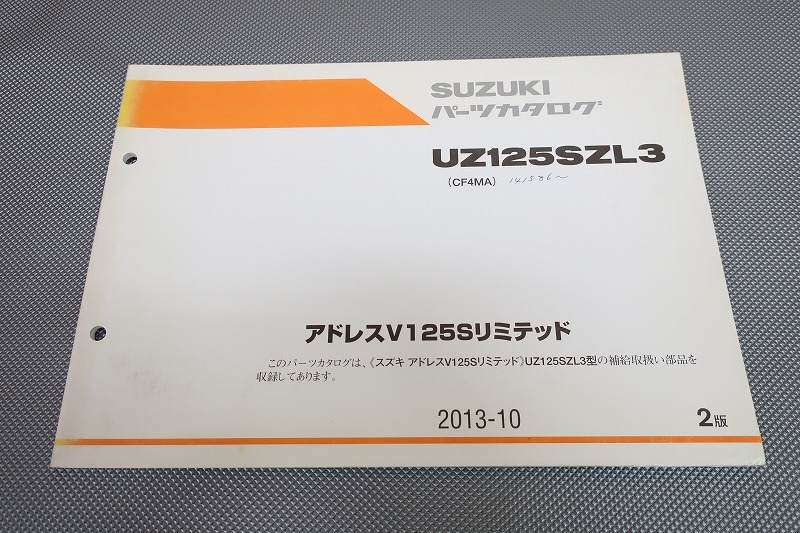 SUZUKI
パーツカタログ
UZ125SZL3
(CF4MA) 141586〜
アドレスV125Sリミテッド
このパーツカタログは、《スズキ アドレスV125Sリミテッド》UZ125SZL3型の補給取扱い部品を
収録してあります。
2013-10
2版